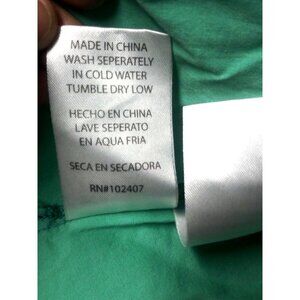 MADE IN CHINA
WASH SEPERATELY
IN COLD WATER
TUMBLE DRY LOW
HECHO EN CHINA
LAVE SEPERATO
EN AQUA FRIA
SECA EN SECADORA
RN#102407